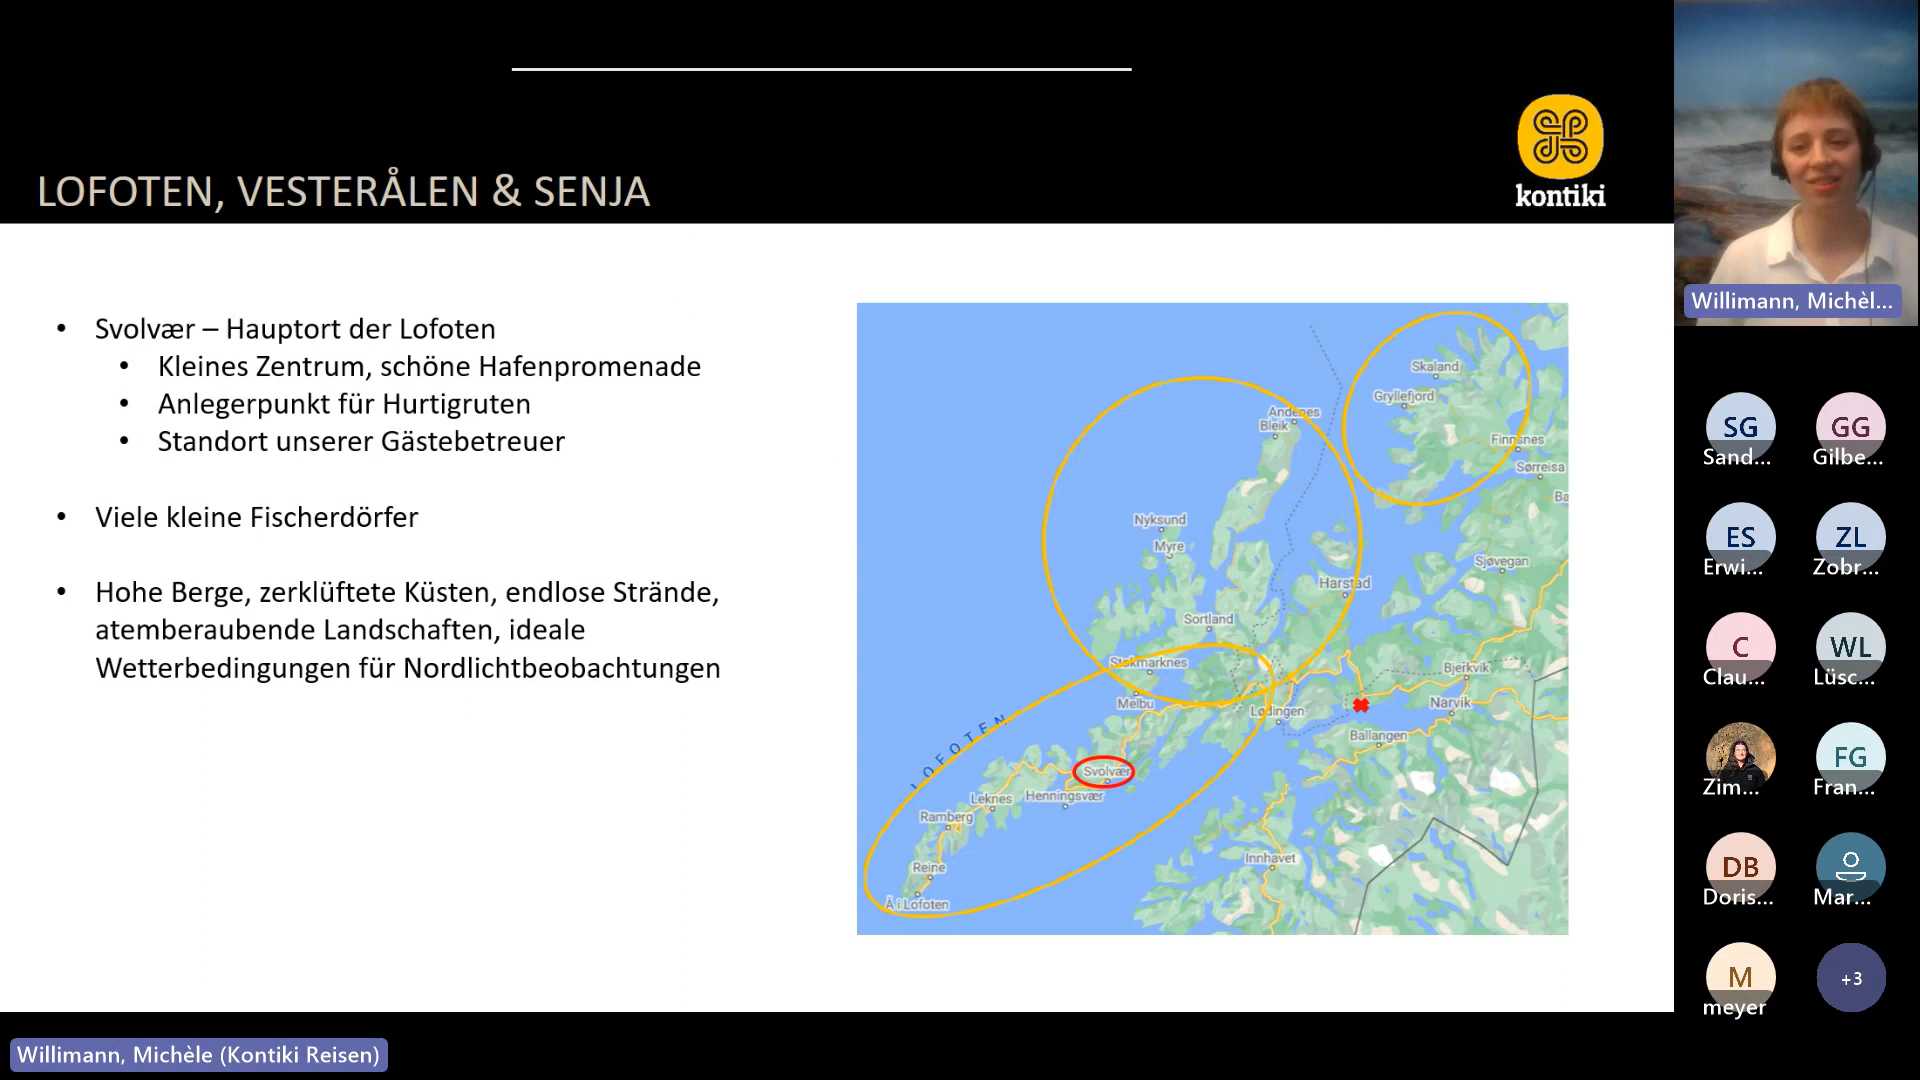 LOFOTEN, VESTERÅLEN & SENJA
kontiki
• Svolvær – Hauptort der Lofoten
• Kleines Zentrum, schöne Hafenpromenade
• Anlegerpunkt für Hurtigruten
• Standort unserer Gästebetreuer
• Viele kleine Fischerdörfer
• Hohe Berge, zerklüftete Küsten, endlose Strände,
atemberaubende Landschaften, ideale
Wetterbedingungen für Nordlichtbeobachtungen
Skaland
Gryllefjord
Andenes
Bleik
Finnsnes
Sørreisa
Ba
Nyksund
Myre
Sjøvegan
Harstad
Sortland
Stokmarknes
Bjerkvik
Melbu
Lødingen
Narvik
LOFOTEN
Ballangen
Svolvær
Leknes
Henningsvær
Ramberg
Innhavet
Reine
Å i Lofoten
Willimann, Michèl...
SG
Sand...
GG
Gilbe...
ES
Erwi...
ZL
Zobr...
C
Clau...
WL
Lüsc...
Zim...
FG
Fran...
DB
Doris...
Mar...
M
meyer
+3
Willimann, Michèle (Kontiki Reisen)